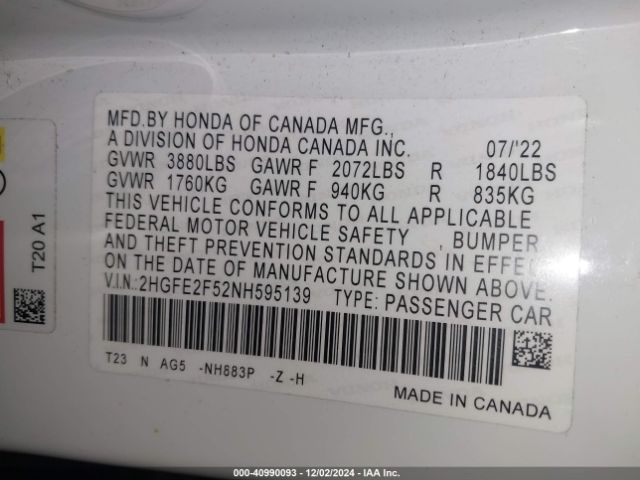 MFD.BY HONDA OF CANADA MFG.,
A DIVISION OF HONDA CANADA INC. 07/'22
GVWR 3880LBS GAWR F 2072LBS R 1840LBS
GVWR 1760KG GAWR F 940KG R 835KG
THIS VEHICLE CONFORMS TO ALL APPLICABLE
FEDERAL MOTOR VEHICLE SAFETY , BUMPER
AND THEFT PREVENTION STANDARDS IN EFFECT
ON THE DATE OF MANUFACTURE SHOWN ABOVE.
V.I.N.:2HGFE2F52NH595139 TYPE: PASSENGER CAR
T23 N AG5 -NH883P -Z -H
MADE IN CANADA
T20 A1
000-40990093 - 12/02/2024 - IAA Inc.